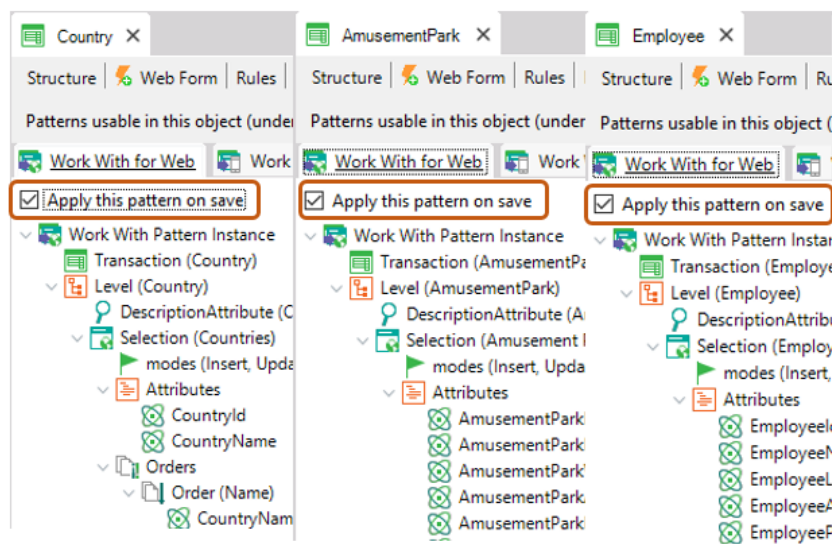 Country
Structure Web Form Rules
Patterns usable in this object (unde
Work With for Web Work
Apply this pattern on save
Work With Pattern Instance
Transaction (Country)
Level (Country)
DescriptionAttribute (C
Selection (Countries)
modes (Insert, Upda
Attributes
CountryId
CountryName
Orders
Order (Name)
CountryNam
AmusementPark
Structure Web Form Rules
Patterns usable in this object (under
Work With for Web Work
Apply this pattern on save
Work With Pattern Instance
Transaction (AmusementPa
Level (AmusementPark)
DescriptionAttribute (A
Selection (Amusement
modes (Insert, Upda
Attributes
AmusementPark
AmusementPark
AmusementPark
AmusementPark
AmusementPark
Employee
Structure Web Form Ru
Patterns usable in this object (
Work With for Web
Apply this pattern on save
Work With Pattern Instan
Transaction (Employe
Level (Employee)
DescriptionAttribu
Selection (Employ
modes (Insert,
Attributes
EmployeeI
EmployeeN
EmployeeL
EmployeeA
EmployeeP